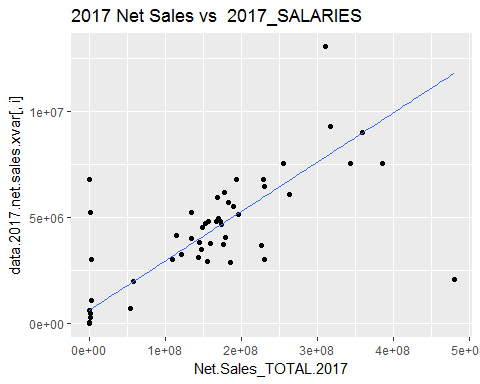 2017 Net Sales vs  2017_SALARIES
data.2017.net.sales.xvar[, i]
1e+07
5e+06
0e+00
0e+00 1e+08 2e+08 3e+08 4e+08 5e+0
Net.Sales_TOTAL.2017